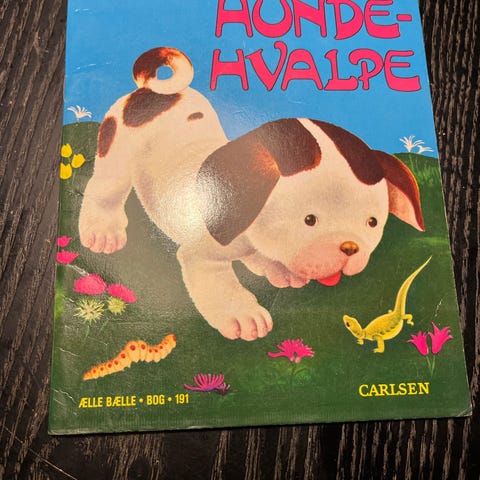 HUNDE-
HVALPE
CARLSEN
ÆLLE BÆLLE • BOG • 191